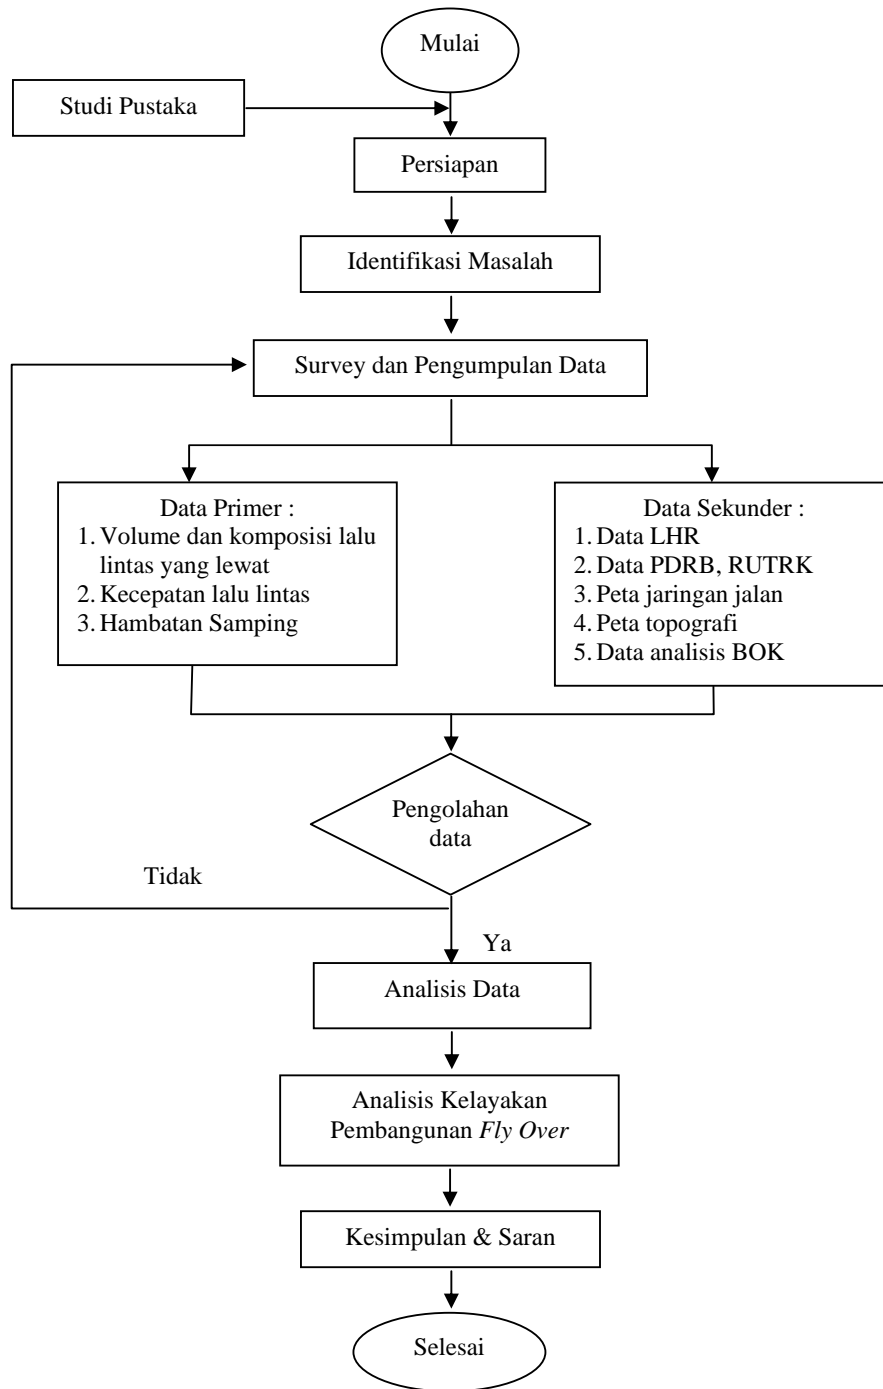 Mulai
Studi Pustaka
Persiapan
Identifikasi Masalah
Survey dan Pengumpulan Data
Data Primer :
1. Volume dan komposisi lalu
lintas yang lewat
2. Kecepatan lalu lintas
3. Hambatan Samping
Data Sekunder :
1. Data LHR
2. Data PDRB, RUTRK
3. Peta jaringan jalan
4. Peta topografi
5. Data analisis BOK
Pengolahan
data
Tidak
Ya
Analisis Data
Analisis Kelayakan
Pembangunan Fly Over
Kesimpulan & Saran
Selesai